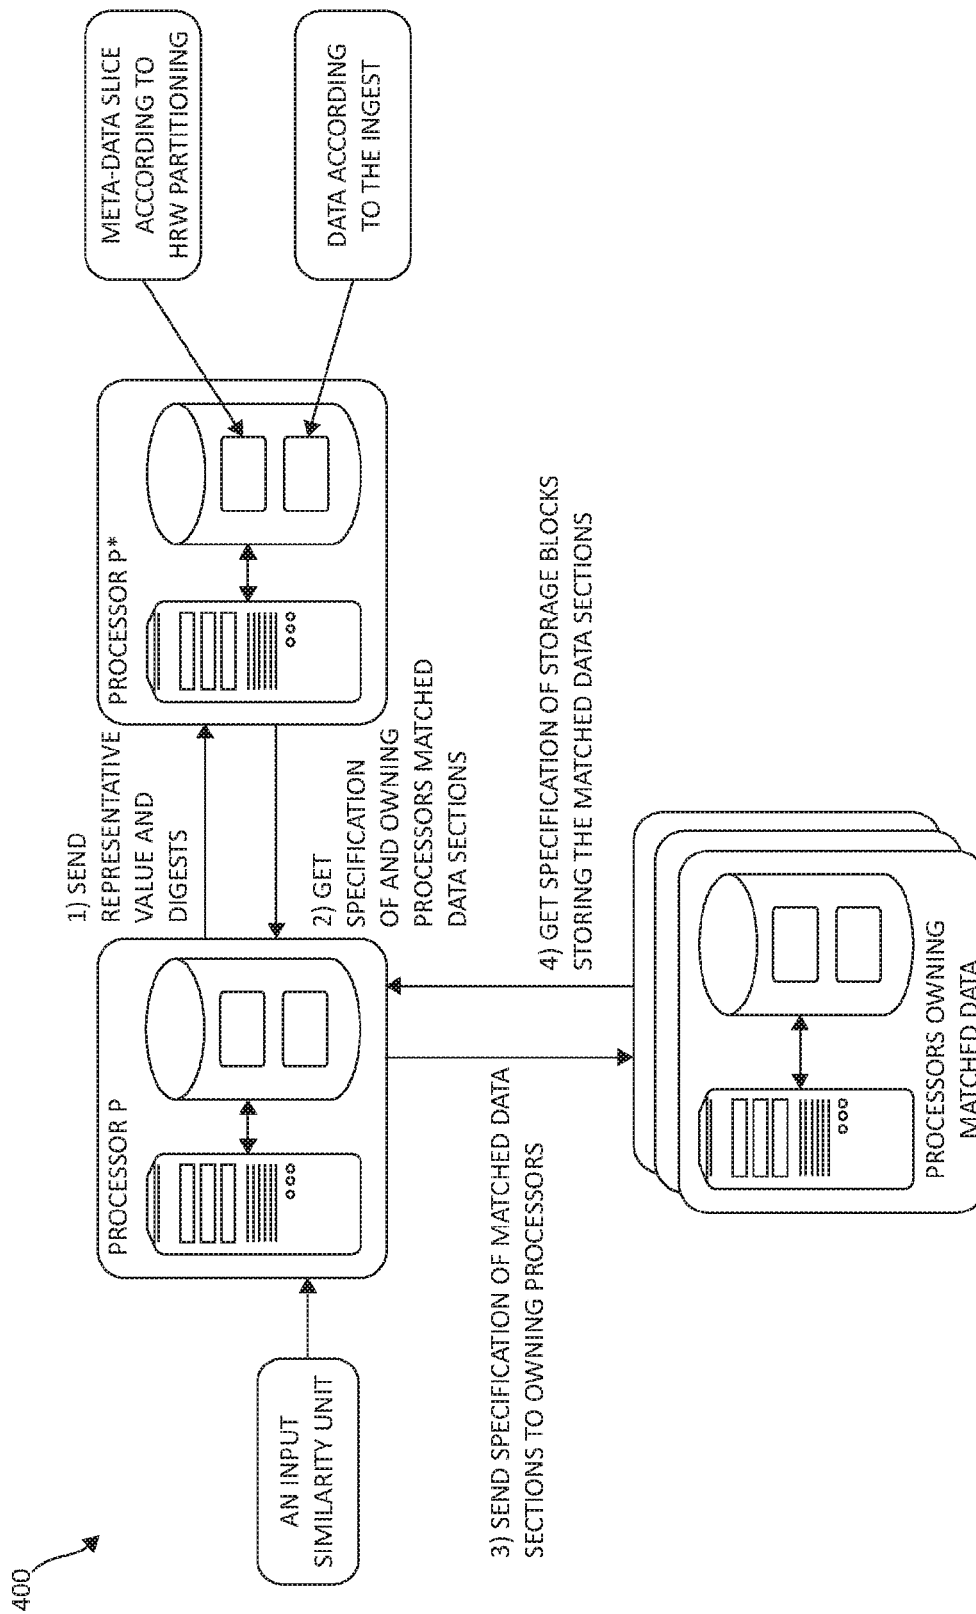 400
AN INPUT
SIMILARITY UNIT
PROCESSOR P
1) SEND
REPRESENTATIVE
VALUE AND
DIGESTS
2) GET
SPECIFICATION
OF AND OWNING
PROCESSORS MATCHED
DATA SECTIONS
PROCESSOR P*
META-DATA SLICE
ACCORDING TO
HRW PARTITIONING
DATA ACCORDING
TO THE INGEST
3) SEND SPECIFICATION OF MATCHED DATA
SECTIONS TO OWNING PROCESSORS
4) GET SPECIFICATION OF STORAGE BLOCKS
STORING THE MATCHED DATA SECTIONS
PROCESSORS OWNING
MATCHED DATA